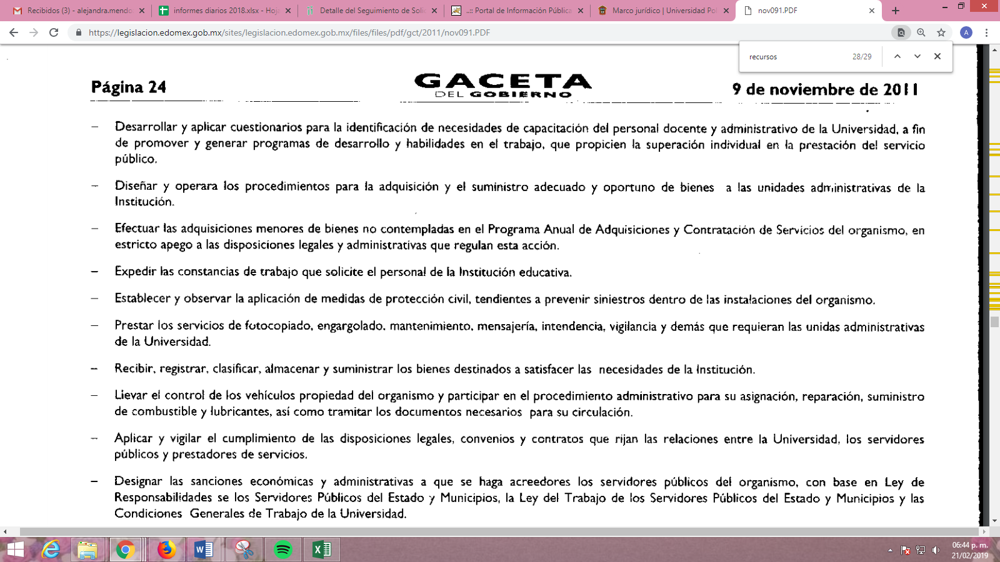 Recibidos (3) - alejandra.mendo
informes diarios 2018.xlsx - Hoj
Detalle del Seguimiento de Soli
..:: Portal de Información Pública
Marco jurídico | Universidad Pol
nov091.PDF
https://legislacion.edomex.gob.mx/sites/legislacion.edomex.gob.mx/files/files/pdf/gct/2011/nov091.PDF
A
recursos 28/29
Página 24
GACETA
DEL GOBIERNO
9 de noviembre de 2011
– Desarrollar y aplicar cuestionarios para la identificación de necesidades de capacitación del personal docente y administrativo de la Universidad, a fin
de promover y generar programas de desarrollo y habilidades en el trabajo, que propicien la superación individual en la prestación del servicio
público.
– Diseñar y operara los procedimientos para la adquisición y el suministro adecuado y oportuno de bienes a las unidades administrativas de la
Institución.
– Efectuar las adquisiciones menores de bienes no contempladas en el Programa Anual de Adquisiciones y Contratación de Servicios del organismo, en
estricto apego a las disposiciones legales y administrativas que regulan esta acción.
– Expedir las constancias de trabajo que solicite el personal de la Institución educativa.
– Establecer y observar la aplicación de medidas de protección civil, tendientes a prevenir siniestros dentro de las instalaciones del organismo.
– Prestar los servicios de fotocopiado, engargolado, mantenimiento, mensajería, intendencia, vigilancia y demás que requieran las unidas administrativas
de la Universidad.
– Recibir, registrar, clasificar, almacenar y suministrar los bienes destinados a satisfacer las necesidades de la Institución.
– Llevar el control de los vehículos propiedad del organismo y participar en el procedimiento administrativo para su asignación, reparación, suministro
de combustible y lubricantes, así como tramitar los documentos necesarios para su circulación.
– Aplicar y vigilar el cumplimiento de las disposiciones legales, convenios y contratos que rijan las relaciones entre la Universidad, los servidores
públicos y prestadores de servicios.
– Designar las sanciones económicas y administrativas a que se haga acreedores los servidores públicos del organismo, con base en Ley de
Responsabilidades se los Servidores Públicos del Estado y Municipios, la Ley del Trabajo de los Servidores Públicos del Estado y Municipios y las
Condiciones Generales de Trabajo de la Universidad.
06:44 p. m.
21/02/2019